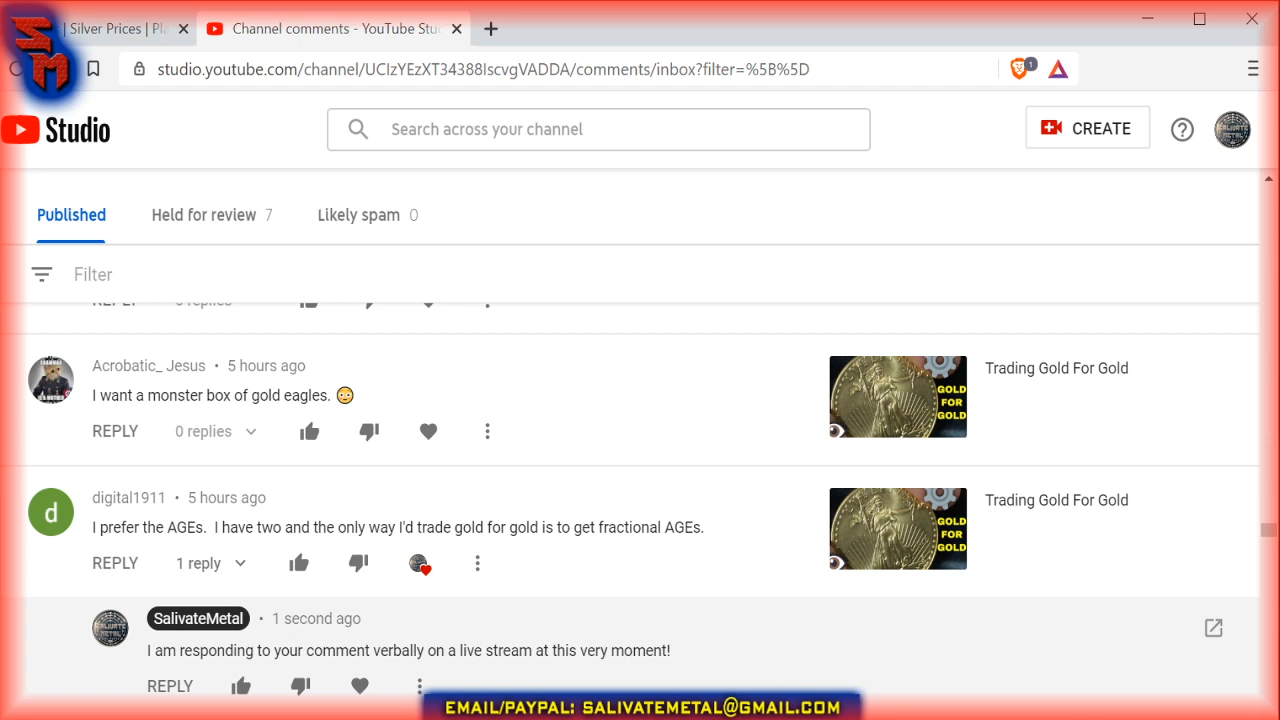 SM
| Silver Prices | Pla
Channel comments - YouTube Stu
studio.youtube.com/channel/UCIzYEzXT34388IscvgVADDA/comments/inbox?filter=%5B%5D
1
Studio
Search across your channel
CREATE
Published
Held for review 7
Likely spam 0
Filter
REPLY
Acrobatic_ Jesus • 5 hours ago
Trading Gold For Gold
I want a monster box of gold eagles. 😳
GOLD
FOR
GOLD
REPLY 0 replies
digital1911 • 5 hours ago
Trading Gold For Gold
d
I prefer the AGEs.  I have two and the only way I'd trade gold for gold is to get fractional AGEs.
GOLD
FOR
GOLD
REPLY 1 reply
SalivateMetal • 1 second ago
I am responding to your comment verbally on a live stream at this very moment!
REPLY
EMAIL/PAYPAL: SALIVATEMETAL@GMAIL.COM